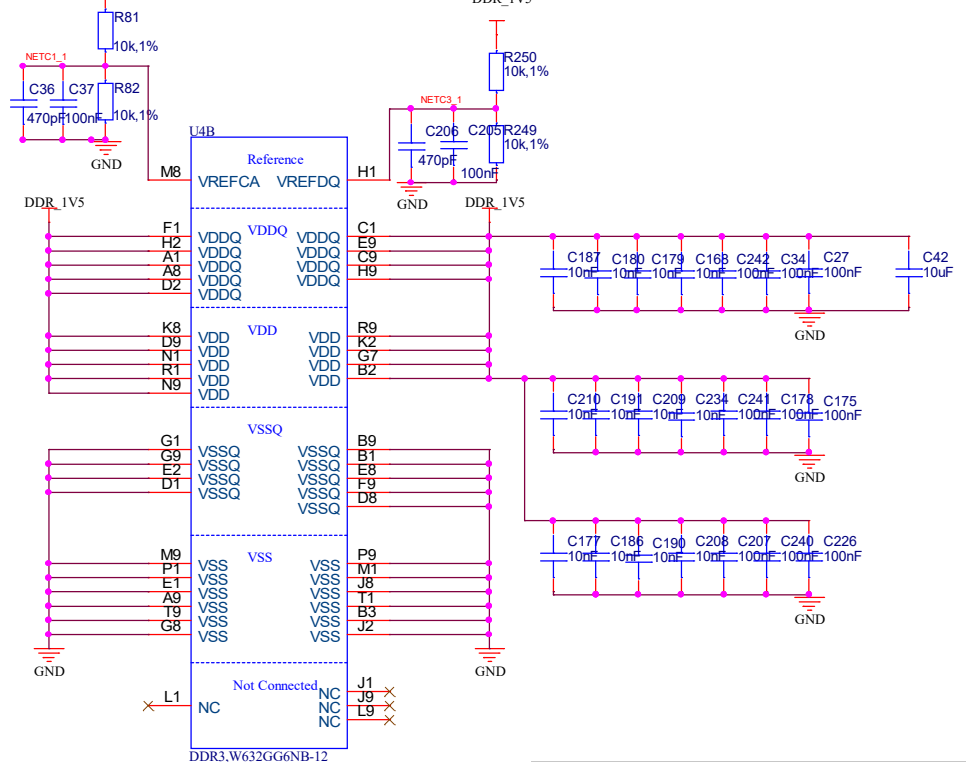 DDR_1V5
R81
10k,1%
NETC1_1
C36
C37
R82
470pF
100nF
10k,1%
GND
R250
10k,1%
NETC3_1
C206
C205
R249
470pF
10k,1%
100nF
GND
U4B
Reference
M8 VREFCA VREFDQ H1
DDR_1V5
DDR_1V5
VDDQ
F1 VDDQ VDDQ C1
H2 VDDQ VDDQ E9
A1 VDDQ VDDQ C9
A8 VDDQ VDDQ H9
D2 VDDQ
C187 C180 C179 C168 C242 C34 C27 C42
10nF 10nF 10nF 10nF 100nF 100nF 100nF 10uF
GND
VDD
K8 VDD VDD R9
D9 VDD VDD K2
N1 VDD VDD G7
R1 VDD VDD B2
N9 VDD
C210 C191 C209 C234 C241 C178 C175
10nF 10nF 10nF 10nF 100nF 100nF 100nF
GND
VSSQ
G1 VSSQ VSSQ B9
G9 VSSQ VSSQ B1
E2 VSSQ VSSQ E8
D1 VSSQ VSSQ F9
VSSQ D8
VSS
M9 VSS VSS P9
P1 VSS VSS M1
E1 VSS VSS J8
A9 VSS VSS T1
T9 VSS VSS B3
G8 VSS VSS J2
C177 C186 C190 C208 C207 C240 C226
10nF 10nF 10nF 10nF 100nF 100nF 100nF
GND
GND
GND
Not Connected
L1 NC NC J1
NC J9
NC L9
DDR3,W632GG6NB-12